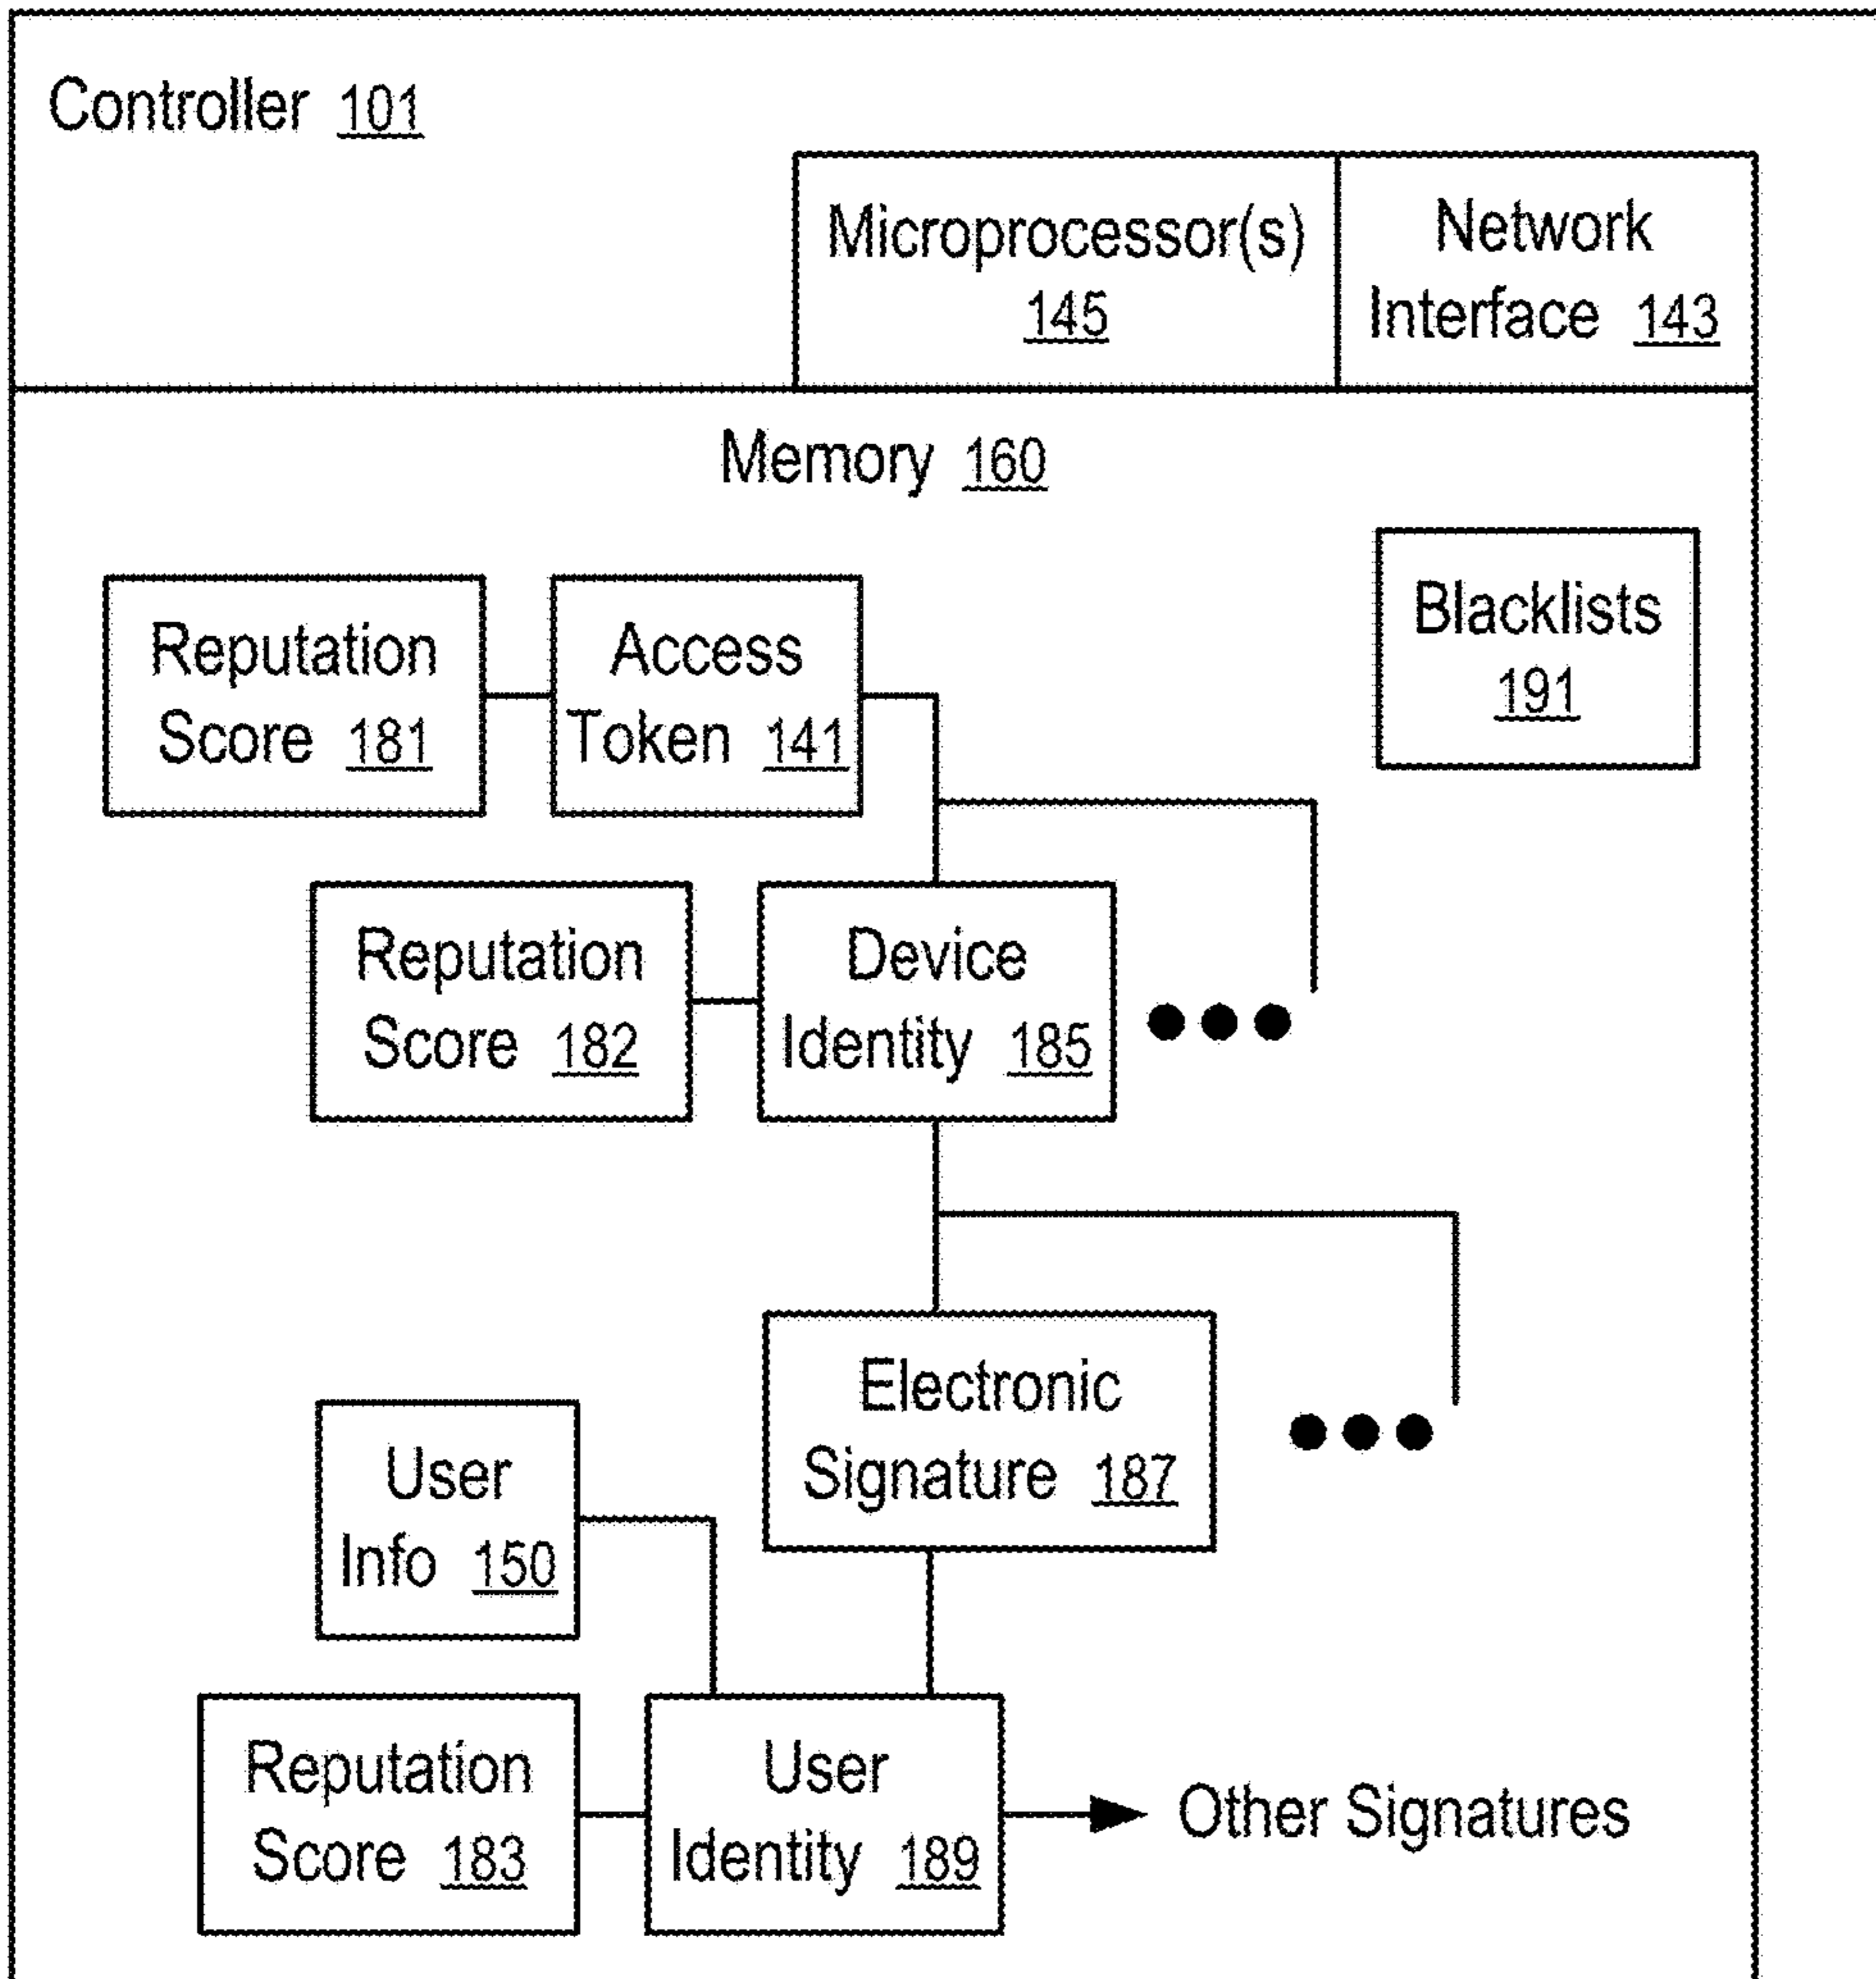 Controller 101
Microprocessor(s)
145
Network
Interface 143
Memory 160
Blacklists
191
Reputation
Score 181
Access
Token 141
Reputation
Score 182
Device
Identity 185
Electronic
Signature 187
User
Info 150
Reputation
Score 183
User
Identity 189
Other Signatures